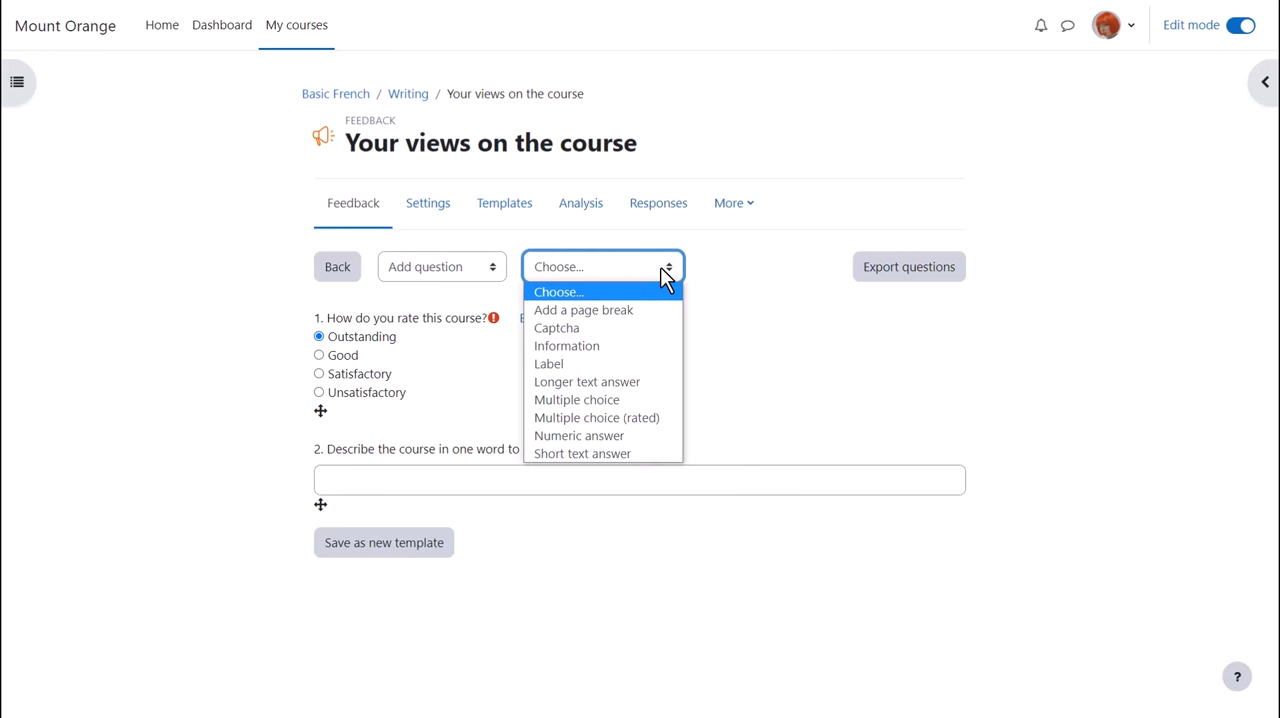 Mount Orange Home Dashboard My courses Edit mode
Basic French / Writing / Your views on the course
FEEDBACK
Your views on the course
Feedback Settings Templates Analysis Responses More
Back Add question Choose... Export questions
Choose...
Add a page break
Captcha
Information
Label
Longer text answer
Multiple choice
Multiple choice (rated)
Numeric answer
Short text answer
1. How do you rate this course?
Outstanding
Good
Satisfactory
Unsatisfactory
2. Describe the course in one word to
Save as new template
?